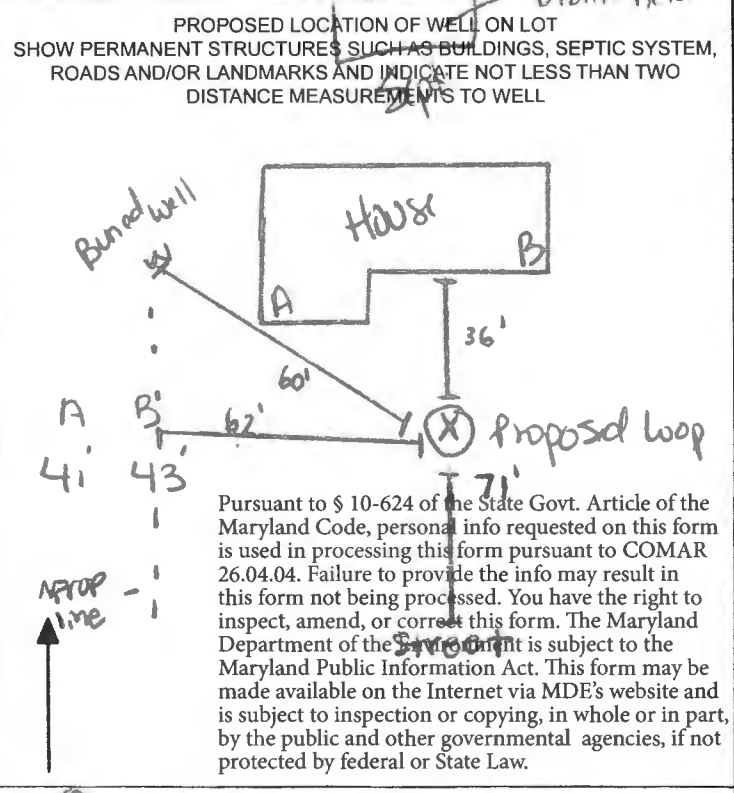 PROPOSED LOCATION OF WELL ON LOT
SHOW PERMANENT STRUCTURES SUCH AS BUILDINGS, SEPTIC SYSTEM,
ROADS AND/OR LANDMARKS AND INDICATE NOT LESS THAN TWO
DISTANCE MEASUREMENTS TO WELL
House
well
B
A
36'
60'
A B
62'
X Proposed loop
41' 43'
71'
Pursuant to § 10-624 of the State Govt. Article of the
Maryland Code, personal info requested on this form
is used in processing this form pursuant to COMAR
26.04.04. Failure to provide the info may result in
this form not being processed. You have the right to
inspect, amend, or correct this form. The Maryland
Department of the Environment is subject to the
Maryland Public Information Act. This form may be
made available on the Internet via MDE's website and
is subject to inspection or copying, in whole or in part,
by the public and other governmental agencies, if not
protected by federal or State Law.
Street
N Prop
line